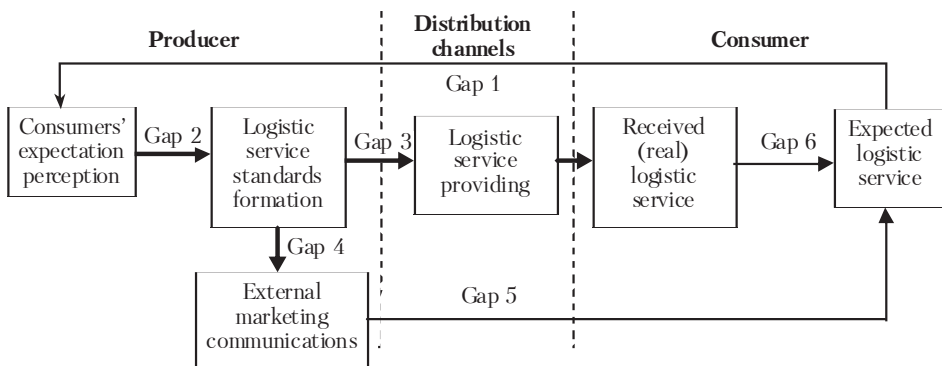 Producer
Distribution
channels
Consumer
Gap 1
Consumers’
expectation
perception
Gap 2
Logistic
service
standards
formation
Gap 3
Logistic
service
providing
Received
(real)
logistic
service
Gap 6
Expected
logistic
service
Gap 4
External
marketing
communications
Gap 5